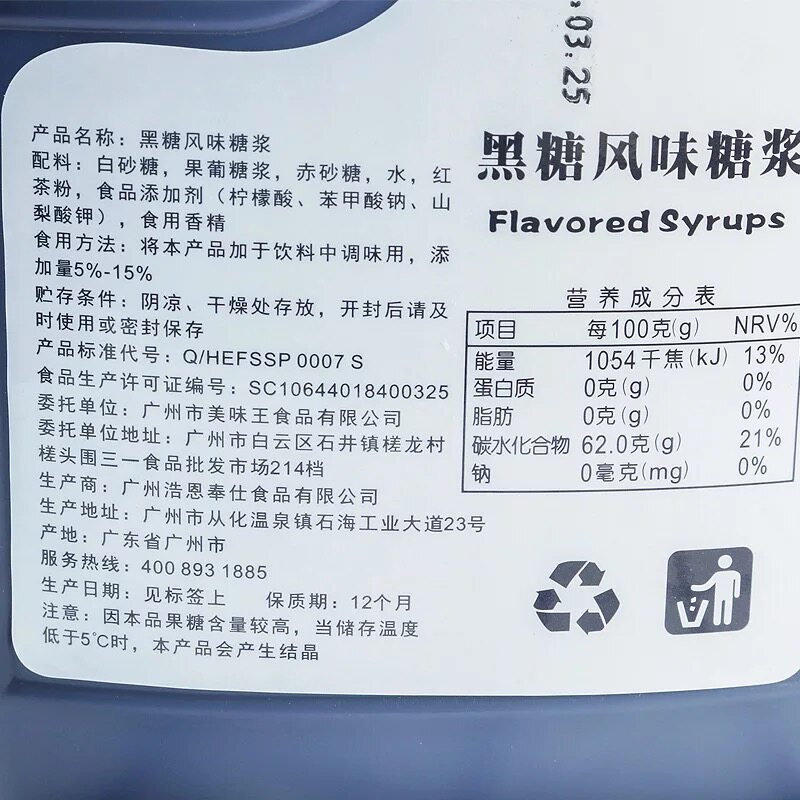 .03.25
黑糖风味糖浆
Flavored Syrups
产品名称：黑糖风味糖浆
配料：白砂糖，果葡糖浆，赤砂糖，水，红
茶粉，食品添加剂（柠檬酸、苯甲酸钠、山
梨酸钾），食用香精
食用方法：将本产品加于饮料中调味用，添
加量5%-15%
贮存条件：阴凉、干燥处存放，开封后请及
时使用或密封保存
产品标准代号：Q/HEFSSP 0007 S
食品生产许可证编号：SC10644018400325
委托单位：广州市美味王食品有限公司
委托单位地址：广州市白云区石井镇槎龙村
槎头围三一食品批发市场214档
生产商：广州浩恩奉仕食品有限公司
生产地址：广州市从化温泉镇石海工业大道23号
产地：广东省广州市
服务热线：400 893 1885
生产日期：见标签上 保质期：12个月
注意：因本品果糖含量较高，当储存温度
低于5℃时，本产品会产生结晶
营养成分表
项目 每100克(g) NRV%
能量 1054千焦(kJ) 13%
蛋白质 0克(g) 0%
脂肪 0克(g) 0%
碳水化合物 62.0克(g) 21%
钠 0毫克(mg) 0%